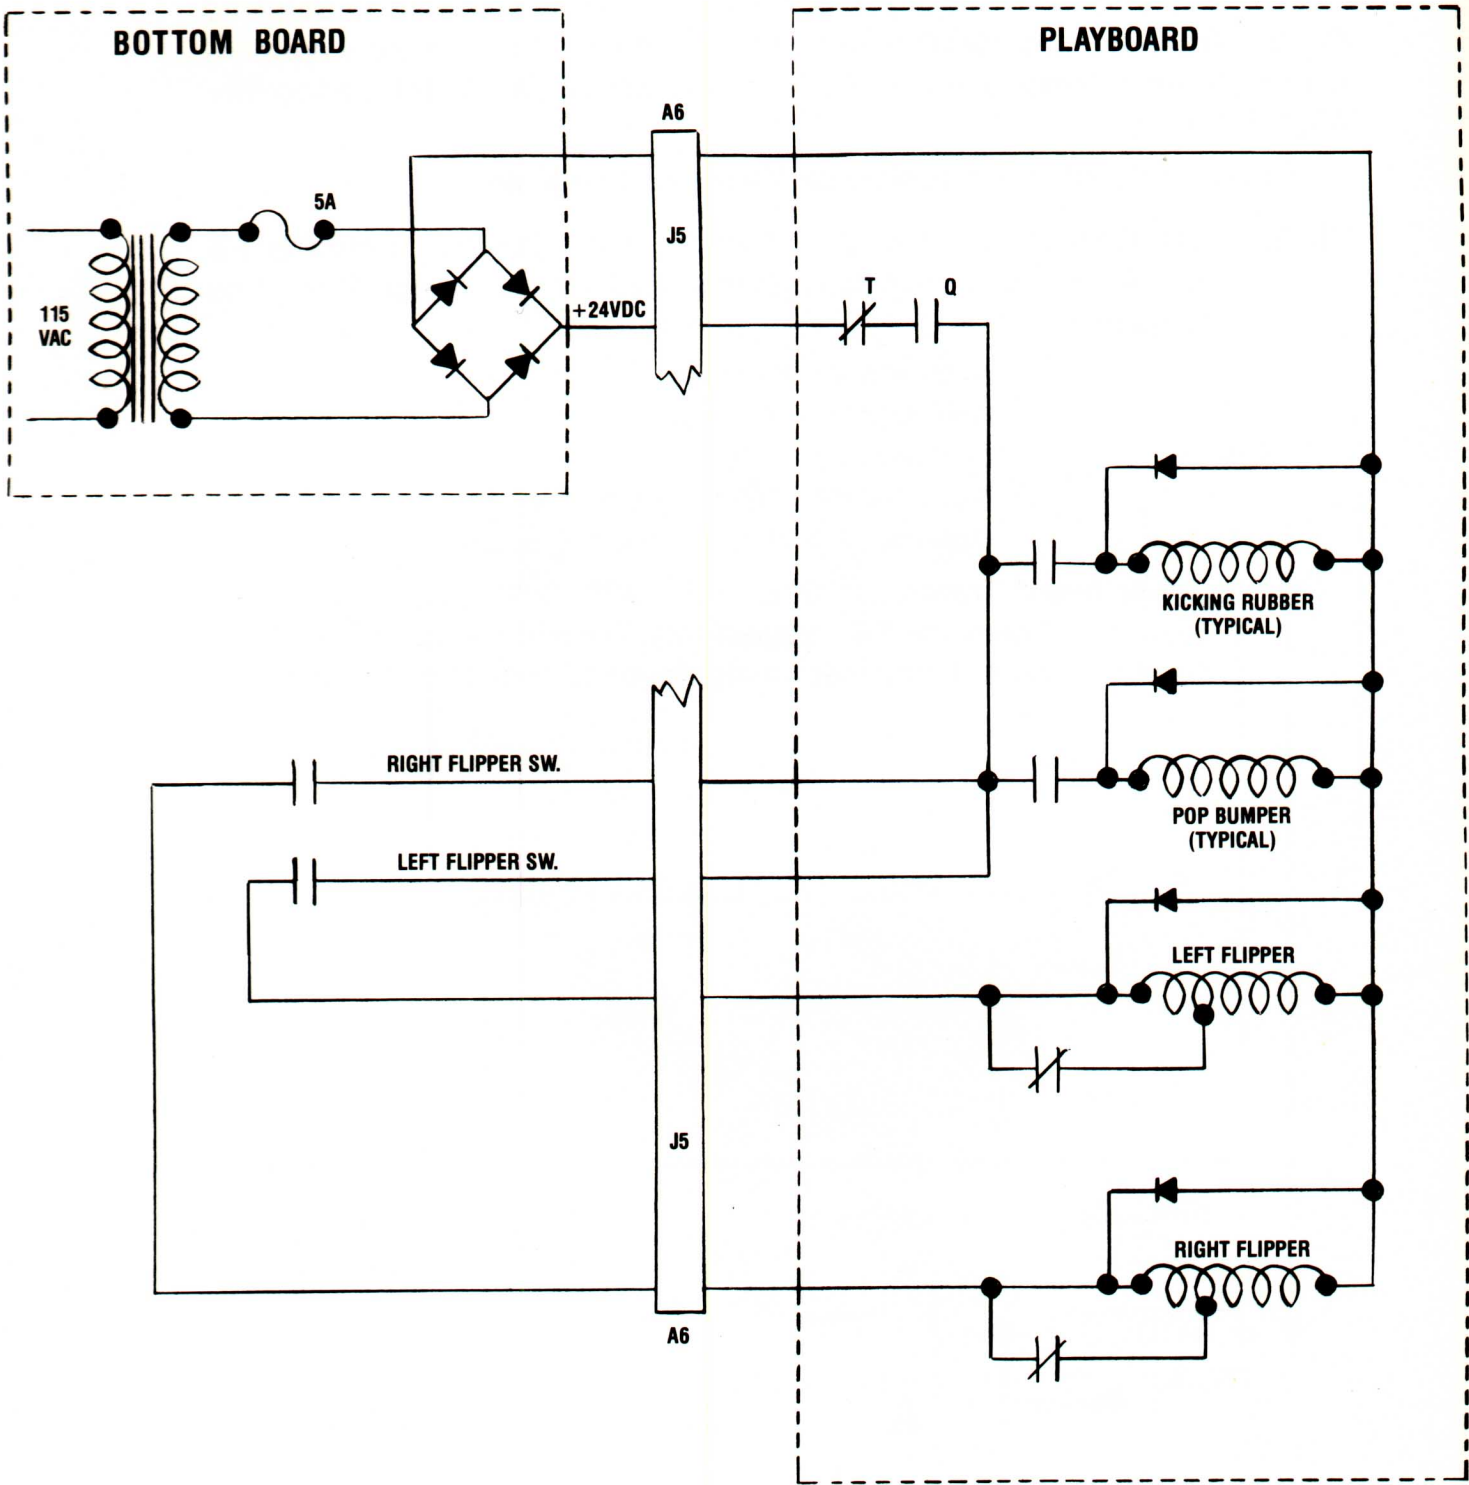 BOTTOM BOARD
PLAYBOARD
A6
5A
J5
T
Q
115
VAC
+24VDC
KICKING RUBBER
(TYPICAL)
RIGHT FLIPPER SW.
POP BUMPER
(TYPICAL)
LEFT FLIPPER SW.
LEFT FLIPPER
J5
RIGHT FLIPPER
A6